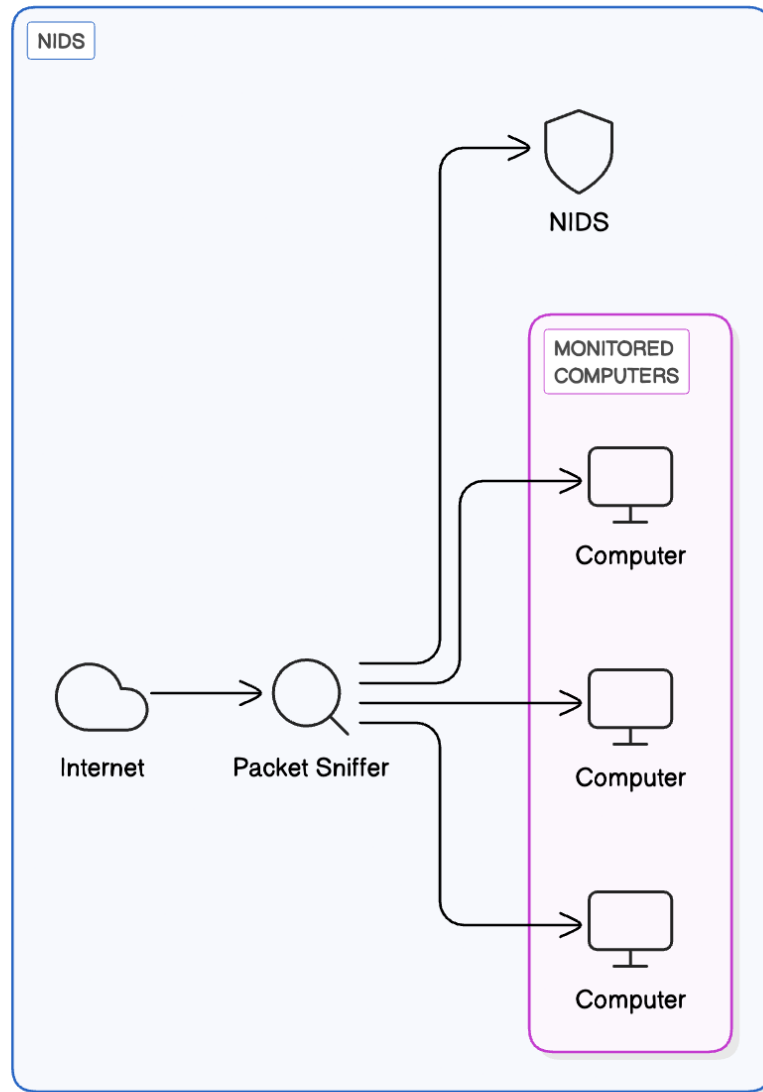 NIDS
NIDS
MONITORED
COMPUTERS
Computer
Internet
Packet Sniffer
Computer
Computer